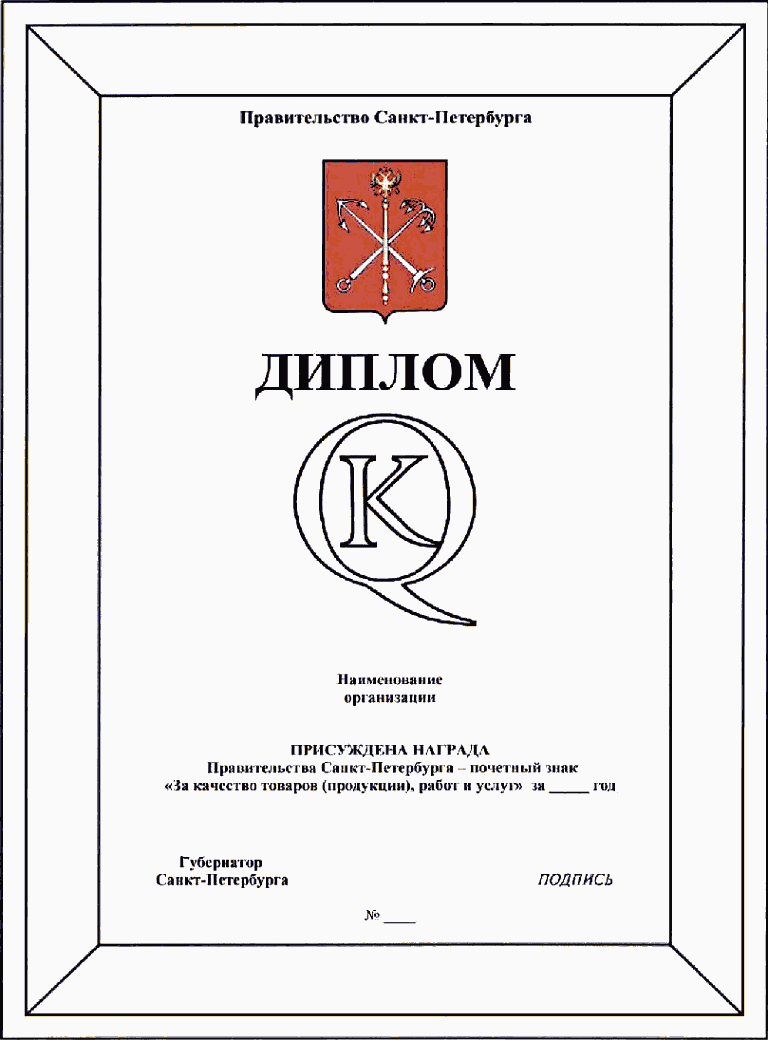 Правительство Санкт-Петербурга
ДИПЛОМ
QK
Наименование
организации
ПРИСУЖДЕНА НАГРАДА
Правительства Санкт-Петербурга – почетный знак
«За качество товаров (продукции), работ и услуг» за _____ год
Губернатор
Санкт-Петербурга
ПОДПИСЬ
№ ____